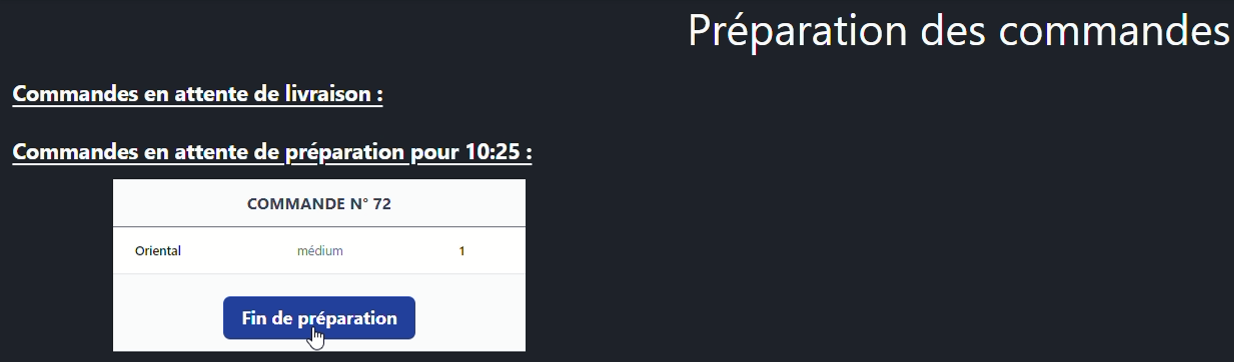 Préparation des commandes
Commandes en attente de livraison :
Commandes en attente de préparation pour 10:25 :
COMMANDE N° 72
Oriental médium 1
Fin de préparation